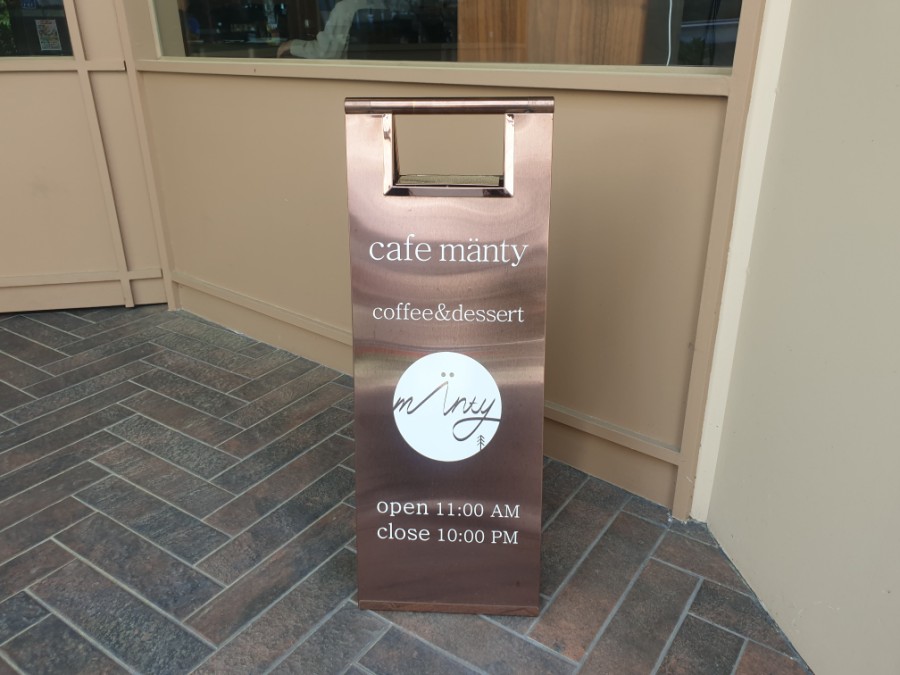 cafe mänty
coffee&dessert
mänty
open 11:00 AM
close 10:00 PM